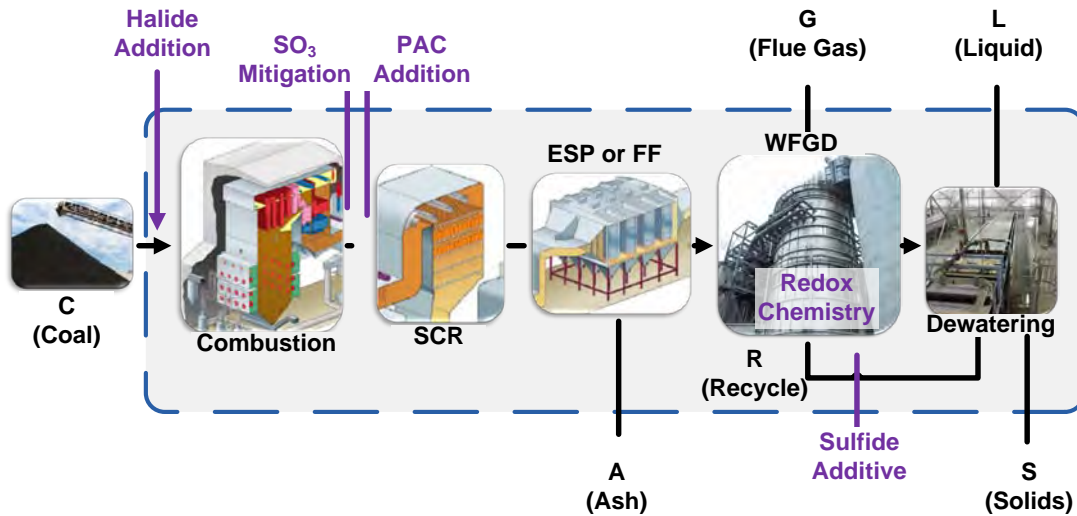 Halide
Addition
SO₃
Mitigation
PAC
Addition
G
(Flue Gas)
L
(Liquid)
ESP or FF
WFGD
C
(Coal)
Combustion
SCR
Redox
Chemistry
Dewatering
R
(Recycle)
Sulfide
Additive
A
(Ash)
S
(Solids)